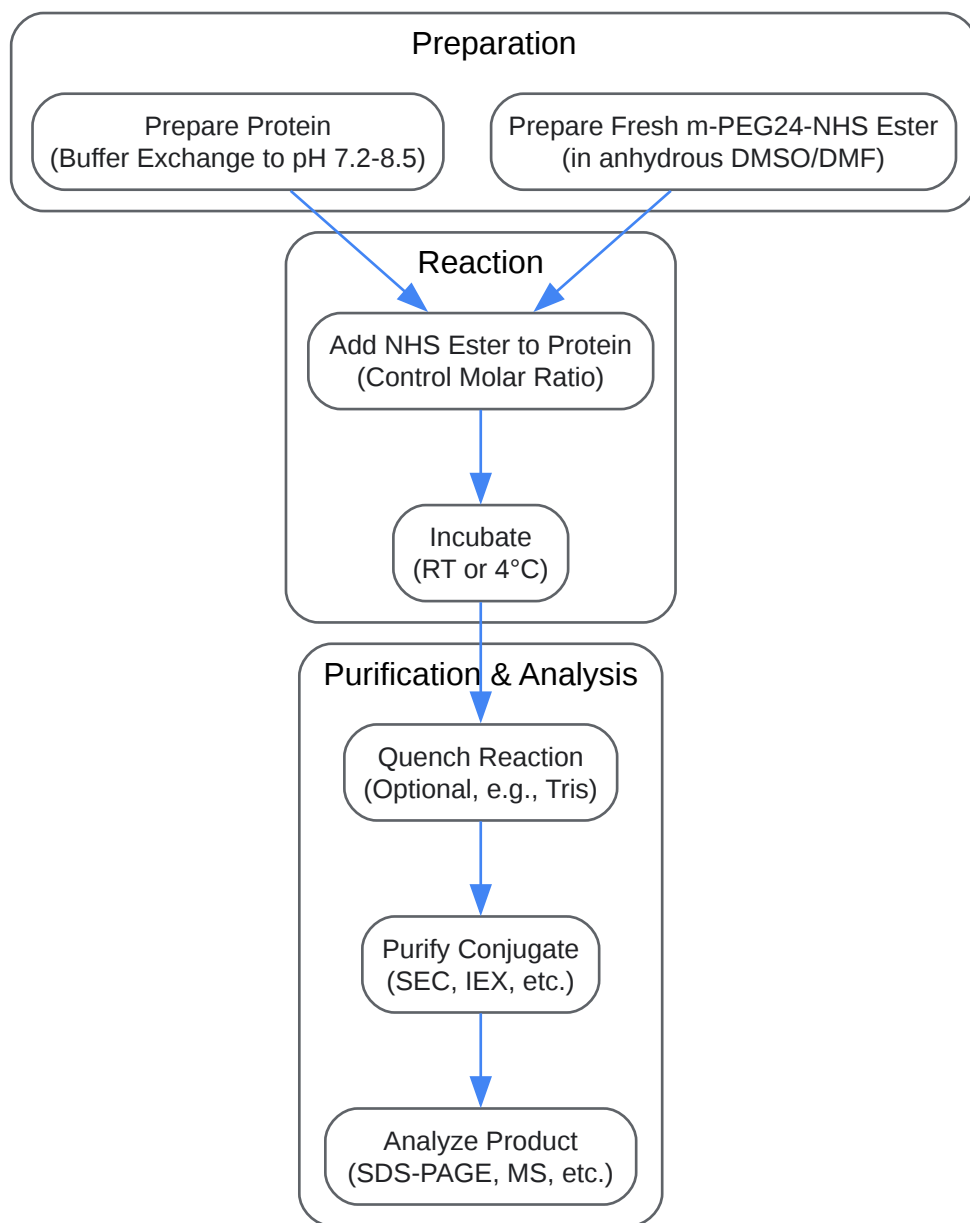 Preparation
Prepare Protein
(Buffer Exchange to pH 7.2-8.5)
Prepare Fresh m-PEG24-NHS Ester
(in anhydrous DMSO/DMF)
Reaction
Add NHS Ester to Protein
(Control Molar Ratio)
Incubate
(RT or 4°C)
Purification & Analysis
Quench Reaction
(Optional, e.g., Tris)
Purify Conjugate
(SEC, IEX, etc.)
Analyze Product
(SDS-PAGE, MS, etc.)